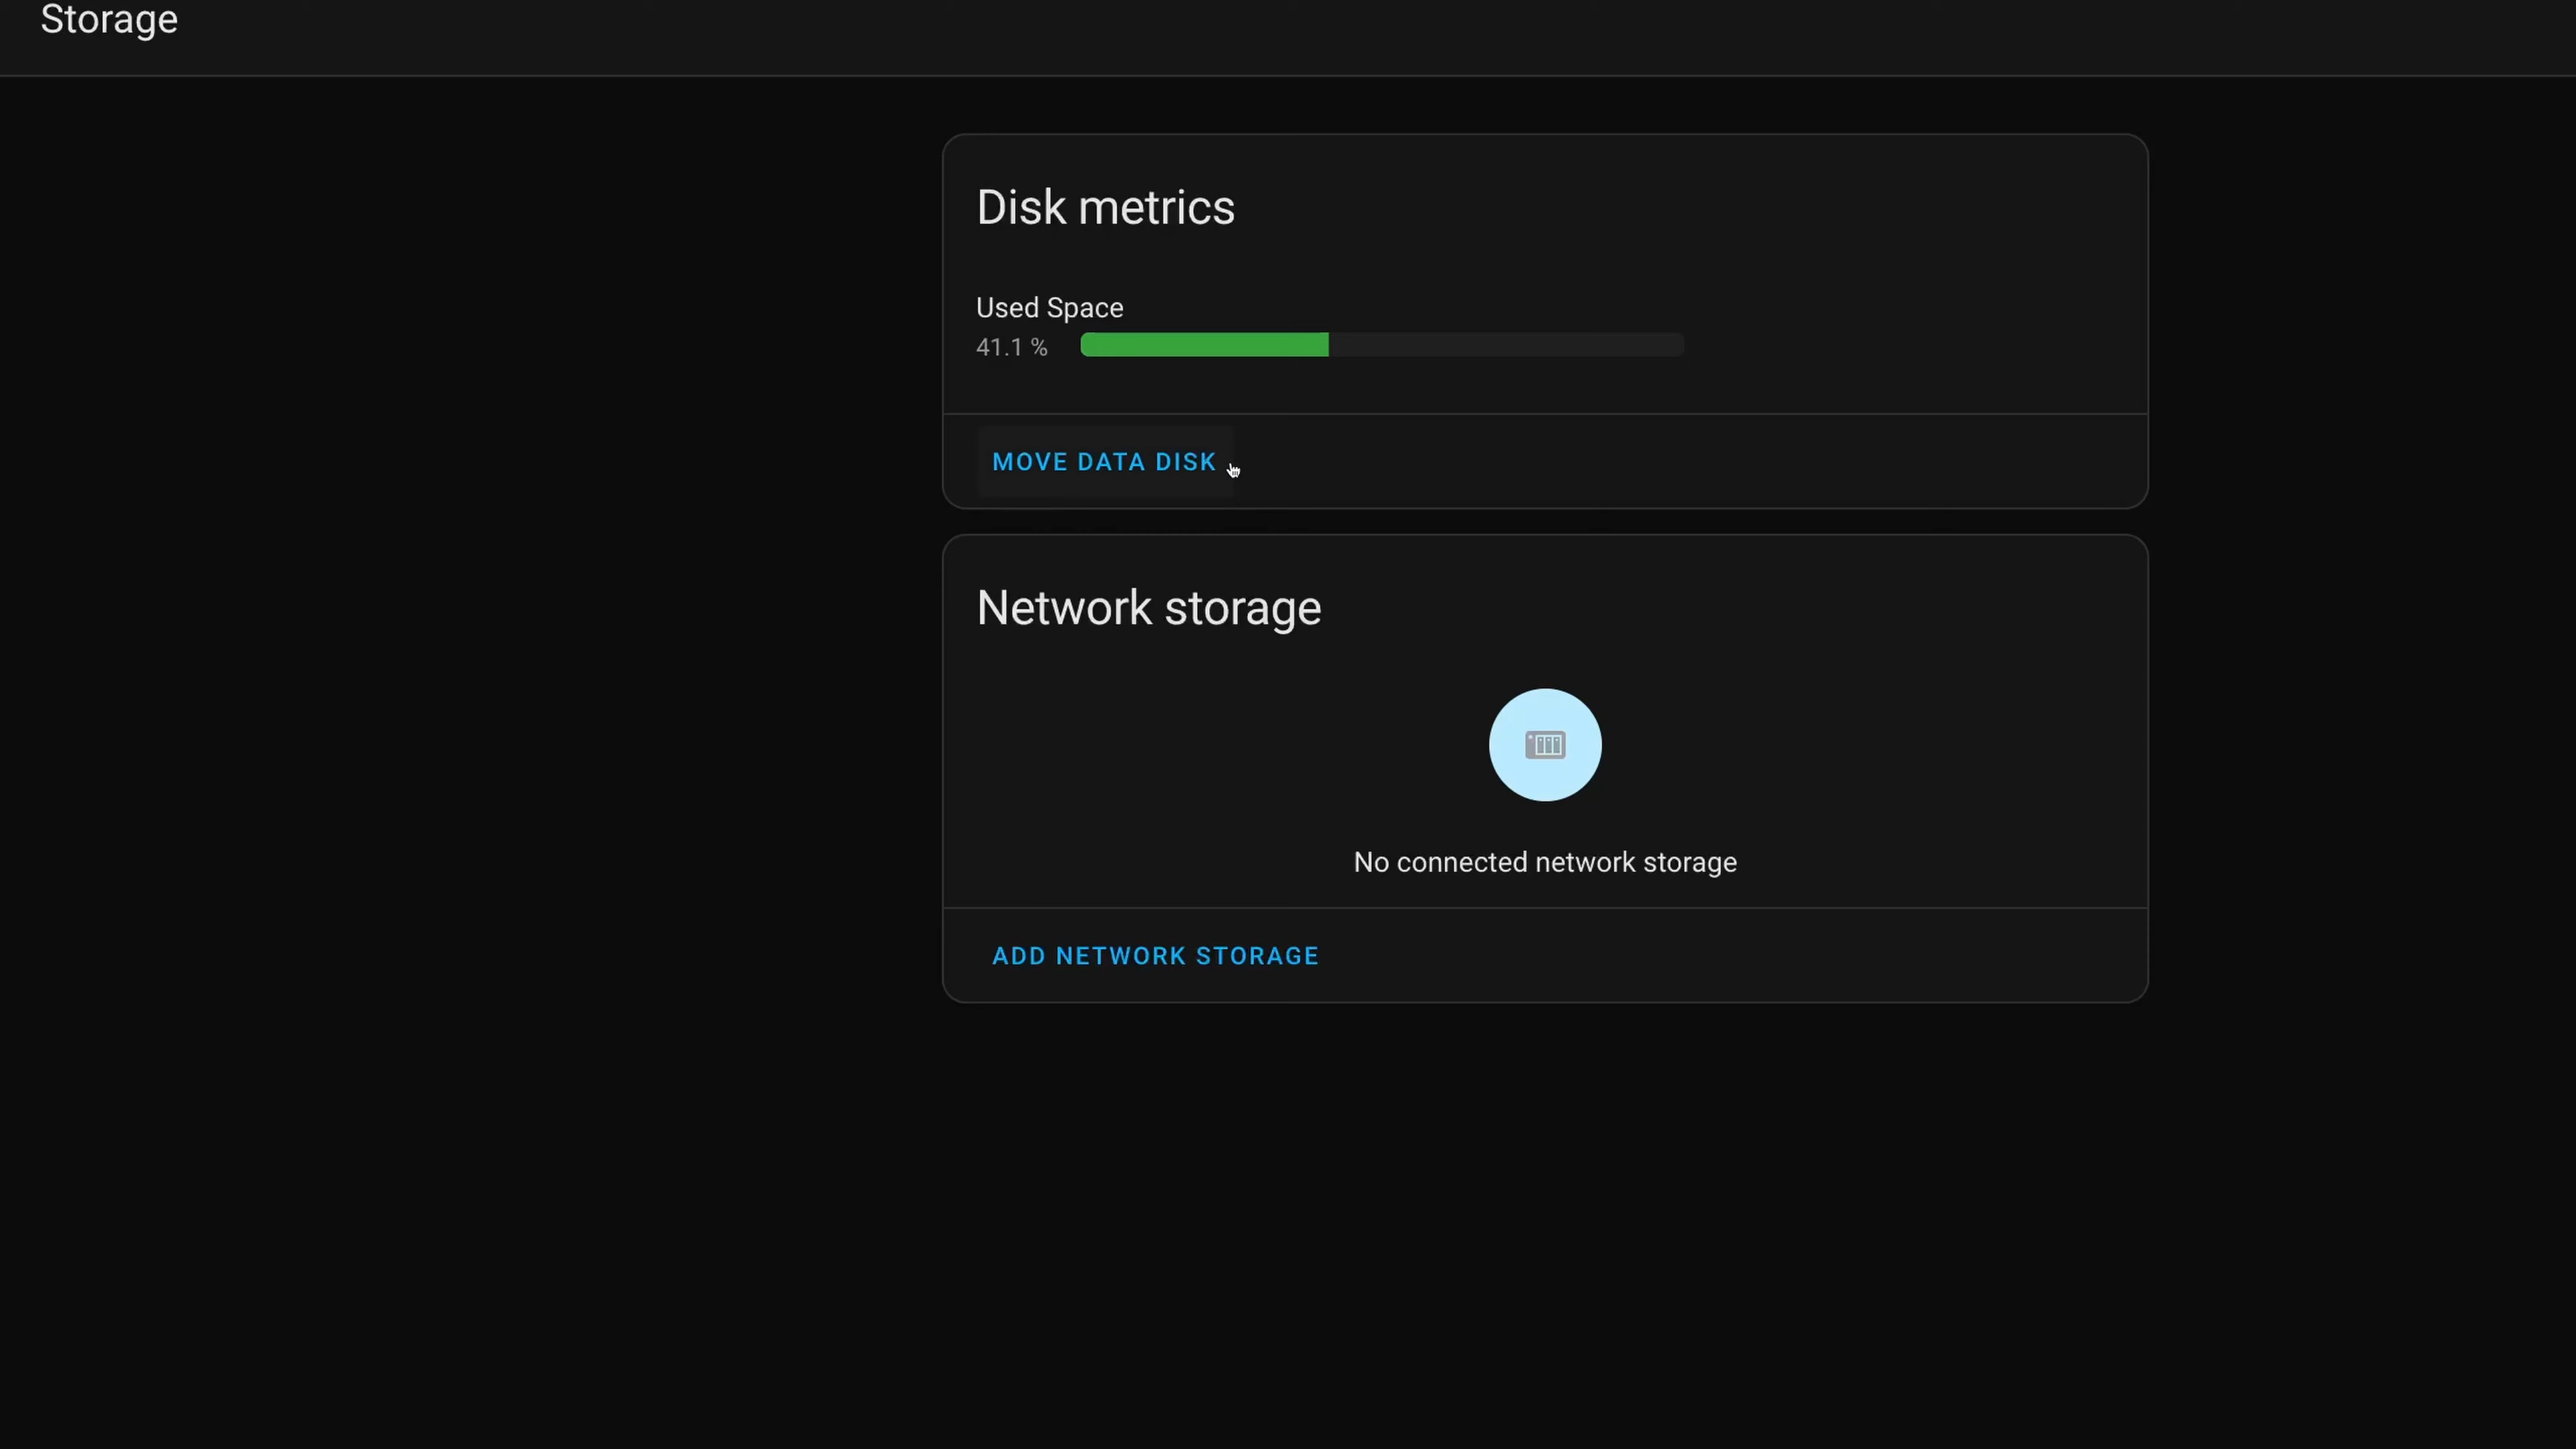 Storage
Disk metrics
Used Space
41.1 %
MOVE DATA DISK
Network storage
No connected network storage
ADD NETWORK STORAGE